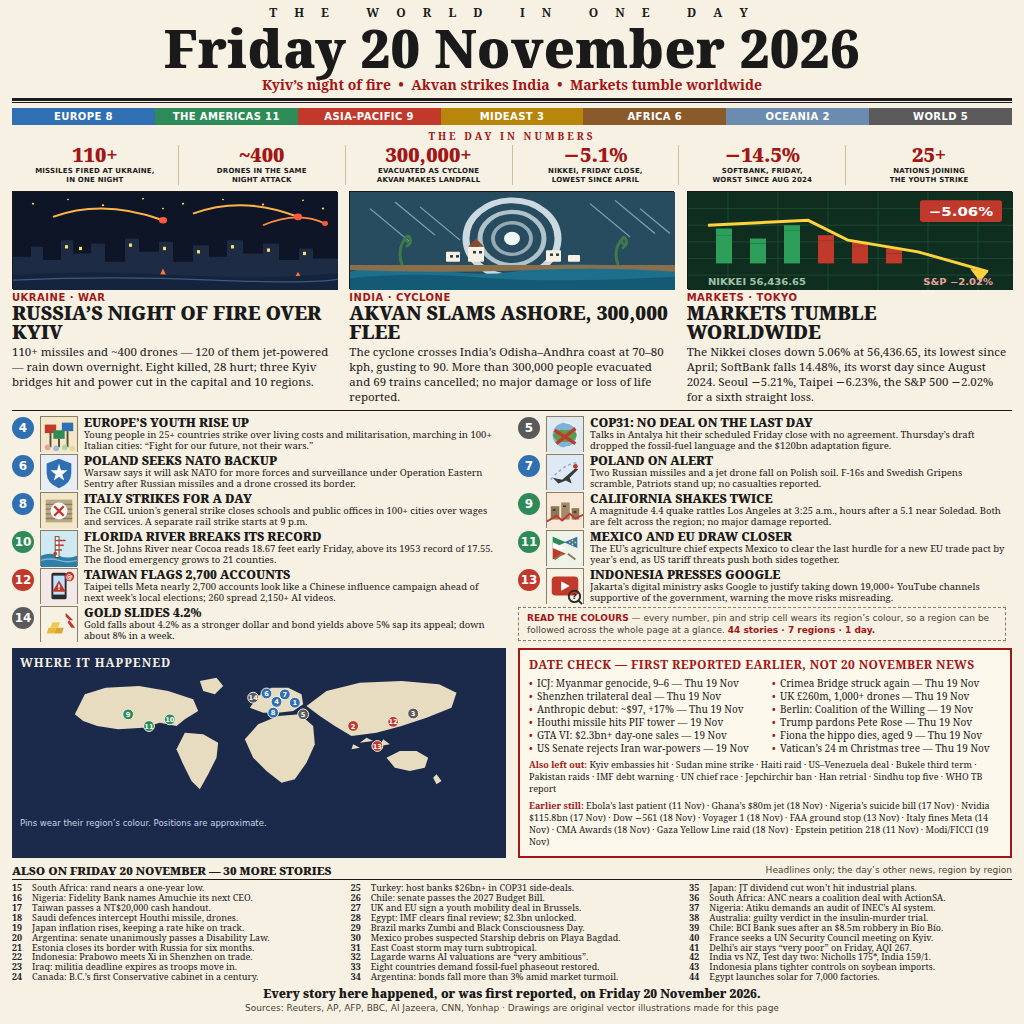 THE WORLD IN ONE DAY
Friday 20 November 2026
Kyiv's night of fire • Akvan strikes India • Markets tumble worldwide
EUROPE 8
THE AMERICAS 11
ASIA-PACIFIC 9
MIDEAST 3
AFRICA 6
OCEANIA 2
WORLD 5
THE DAY IN NUMBERS
110+
MISSILES FIRED AT UKRAINE,
IN ONE NIGHT
~400
DRONES IN THE SAME
NIGHT ATTACK
300,000+
EVACUATED AS CYCLONE
AKVAN MAKES LANDFALL
−5.1%
NIKKEI, FRIDAY CLOSE,
LOWEST SINCE APRIL
−14.5%
SOFTBANK, FRIDAY,
WORST SINCE AUG 2024
25+
NATIONS JOINING
THE YOUTH STRIKE
−5.06%
NIKKEI 56,436.65
S&P −2.02%
UKRAINE · WAR
RUSSIA'S NIGHT OF FIRE OVER
KYIV
110+ missiles and ~400 drones — 120 of them jet-powered
— rain down overnight. Eight killed, 28 hurt; three Kyiv
bridges hit and power cut in the capital and 10 regions.
INDIA · CYCLONE
AKVAN SLAMS ASHORE, 300,000
FLEE
The cyclone crosses India's Odisha–Andhra coast at 70–80
kph, gusting to 90. More than 300,000 people evacuated
and 69 trains cancelled; no major damage or loss of life
reported.
MARKETS · TOKYO
MARKETS TUMBLE
WORLDWIDE
The Nikkei closes down 5.06% at 56,436.65, its lowest since
April; SoftBank falls 14.48%, its worst day since August
2024. Seoul −5.21%, Taipei −6.23%, the S&P 500 −2.02%
for a sixth straight loss.
4
EUROPE'S YOUTH RISE UP
Young people in 25+ countries strike over living costs and militarisation, marching in 100+
Italian cities: "Fight for our future, not their wars."
5
COP31: NO DEAL ON THE LAST DAY
Talks in Antalya hit their scheduled Friday close with no agreement. Thursday's draft
dropped the fossil-fuel language and the $120bn adaptation figure.
6
POLAND SEEKS NATO BACKUP
Warsaw says it will ask NATO for more forces and surveillance under Operation Eastern
Sentry after Russian missiles and a drone crossed its border.
7
POLAND ON ALERT
Two Russian missiles and a jet drone fall on Polish soil. F-16s and Swedish Gripens
scramble, Patriots stand up; no casualties reported.
8
ITALY STRIKES FOR A DAY
The CGIL union's general strike closes schools and public offices in 100+ cities over wages
and services. A separate rail strike starts at 9 p.m.
9
CALIFORNIA SHAKES TWICE
A magnitude 4.4 quake rattles Los Angeles at 3:25 a.m., hours after a 5.1 near Soledad. Both
are felt across the region; no major damage reported.
10
FLORIDA RIVER BREAKS ITS RECORD
The St. Johns River near Cocoa reads 18.67 feet early Friday, above its 1953 record of 17.55.
The flood emergency grows to 21 counties.
11
MEXICO AND EU DRAW CLOSER
The EU's agriculture chief expects Mexico to clear the last hurdle for a new EU trade pact by
year's end, as US tariff threats push both sides together.
12
TAIWAN FLAGS 2,700 ACCOUNTS
Taipei tells Meta nearly 2,700 accounts look like a Chinese influence campaign ahead of
next week's local elections; 260 spread 2,150+ AI videos.
13
INDONESIA PRESSES GOOGLE
Jakarta's digital ministry asks Google to justify taking down 19,000+ YouTube channels
supportive of the government, warning the move risks misreading.
14
GOLD SLIDES 4.2%
Gold falls about 4.2% as a stronger dollar and bond yields above 5% sap its appeal; down
about 8% in a week.
READ THE COLOURS — every number, pin and strip cell wears its region's colour, so a region can be
followed across the whole page at a glance. 44 stories · 7 regions · 1 day.
WHERE IT HAPPENED
14 6 7 4 1 8 5
9 11 10
2 12 3 13
Pins wear their region's colour. Positions are approximate.
DATE CHECK — FIRST REPORTED EARLIER, NOT 20 NOVEMBER NEWS
• ICJ: Myanmar genocide, 9–6 — Thu 19 Nov
• Shenzhen trilateral deal — Thu 19 Nov
• Anthropic debut: ~$97, +17% — Thu 19 Nov
• Houthi missile hits PIF tower — 19 Nov
• GTA VI: $2.3bn+ day-one sales — 19 Nov
• US Senate rejects Iran war-powers — 19 Nov
• Crimea Bridge struck again — Thu 19 Nov
• UK £260m, 1,000+ drones — Thu 19 Nov
• Berlin: Coalition of the Willing — 19 Nov
• Trump pardons Pete Rose — Thu 19 Nov
• Fiona the hippo dies, aged 9 — Thu 19 Nov
• Vatican's 24 m Christmas tree — Thu 19 Nov
Also left out: Kyiv embassies hit · Sudan mine strike · Haiti raid · US–Venezuela deal · Bukele third term ·
Pakistan raids · IMF debt warning · UN chief race · Jepchirchir ban · Han retrial · Sindhu top five · WHO TB
report
Earlier still: Ebola's last patient (11 Nov) · Ghana's $80m jet (18 Nov) · Nigeria's suicide bill (17 Nov) · Nvidia
$115.8bn (17 Nov) · Dow −561 (18 Nov) · Voyager 1 (18 Nov) · FAA ground stop (13 Nov) · Italy fines Meta (14
Nov) · CMA Awards (18 Nov) · Gaza Yellow Line raid (18 Nov) · Epstein petition 218 (11 Nov) · Modi/FICCI (19
Nov)
ALSO ON FRIDAY 20 NOVEMBER — 30 MORE STORIES
Headlines only; the day's other news, region by region
15 South Africa: rand nears a one-year low.
16 Nigeria: Fidelity Bank names Amuchie its next CEO.
17 Taiwan passes a NT$20,000 cash handout.
18 Saudi defences intercept Houthi missile, drones.
19 Japan inflation rises, keeping a rate hike on track.
20 Argentina: senate unanimously passes a Disability Law.
21 Estonia closes its border with Russia for six months.
22 Indonesia: Prabowo meets Xi in Shenzhen on trade.
23 Iraq: militia deadline expires as troops move in.
24 Canada: B.C.'s first Conservative cabinet in a century.
25 Turkey: host banks $26bn+ in COP31 side-deals.
26 Chile: senate passes the 2027 Budget Bill.
27 UK and EU sign a youth mobility deal in Brussels.
28 Egypt: IMF clears final review; $2.3bn unlocked.
29 Brazil marks Zumbi and Black Consciousness Day.
30 Mexico probes suspected Starship debris on Playa Bagdad.
31 East Coast storm may turn subtropical.
32 Lagarde warns AI valuations are "very ambitious".
33 Eight countries demand fossil-fuel phaseout restored.
34 Argentina: bonds fall more than 3% amid market turmoil.
35 Japan: JT dividend cut won't hit industrial plans.
36 South Africa: ANC nears a coalition deal with ActionSA.
37 Nigeria: Atiku demands an audit of INEC's AI system.
38 Australia: guilty verdict in the insulin-murder trial.
39 Chile: BCI Bank sues after an $8.5m robbery in Bío Bío.
40 France seeks a UN Security Council meeting on Kyiv.
41 Delhi's air stays "very poor" on Friday, AQI 267.
42 India vs NZ, Test day two: Nicholls 175*, India 159/1.
43 Indonesia plans tighter controls on soybean imports.
44 Egypt launches solar for 7,000 factories.
Every story here happened, or was first reported, on Friday 20 November 2026.
Sources: Reuters, AP, AFP, BBC, Al Jazeera, CNN, Yonhap · Drawings are original vector illustrations made for this page